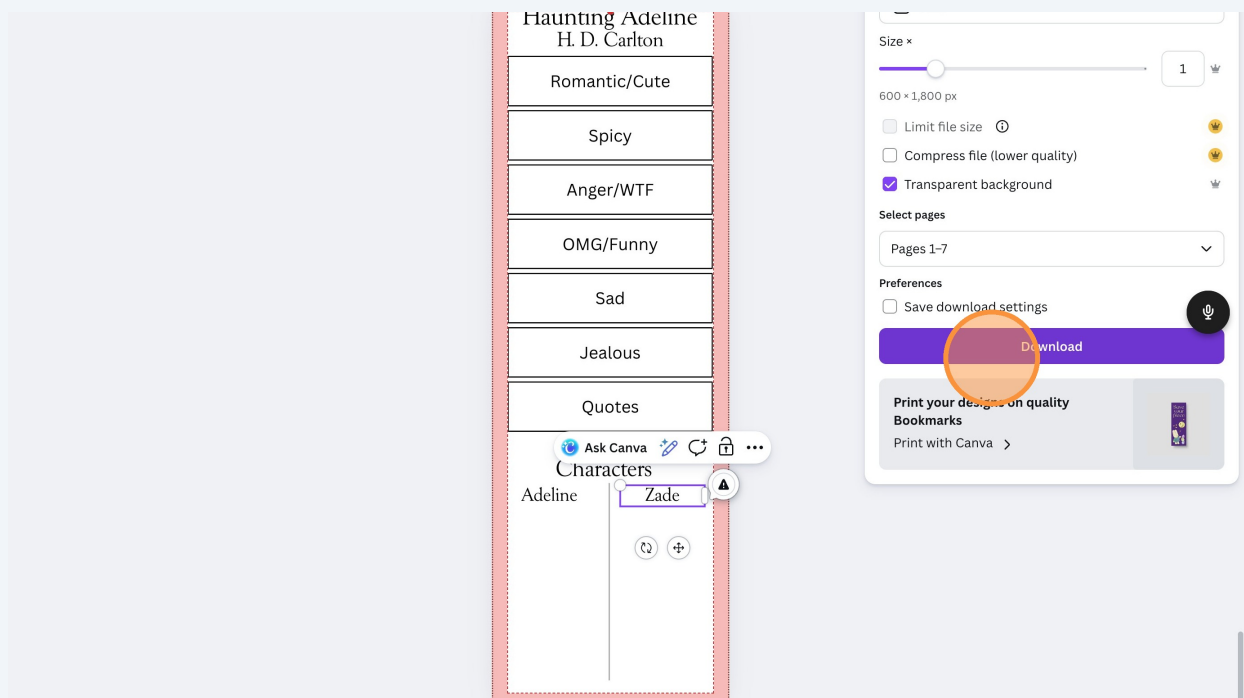 Haunting Adeline
H. D. Carlton
Romantic/Cute
Spicy
Anger/WTF
OMG/Funny
Sad
Jealous
Quotes
Ask Canva
Characters
Adeline
Zade
Size ×
1
600 × 1,800 px
Limit file size
Compress file (lower quality)
Transparent background
Select pages
Pages 1–7
Preferences
Save download settings
Download
Print your designs on quality
Bookmarks
Print with Canva